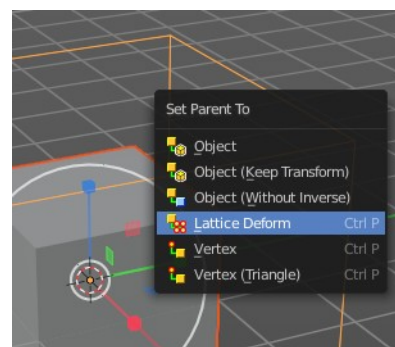 Set Parent To
Object
Object (Keep Transform)
Object (Without Inverse)
Lattice Deform Ctrl P
Vertex Ctrl P
Vertex (Triangle) Ctrl P